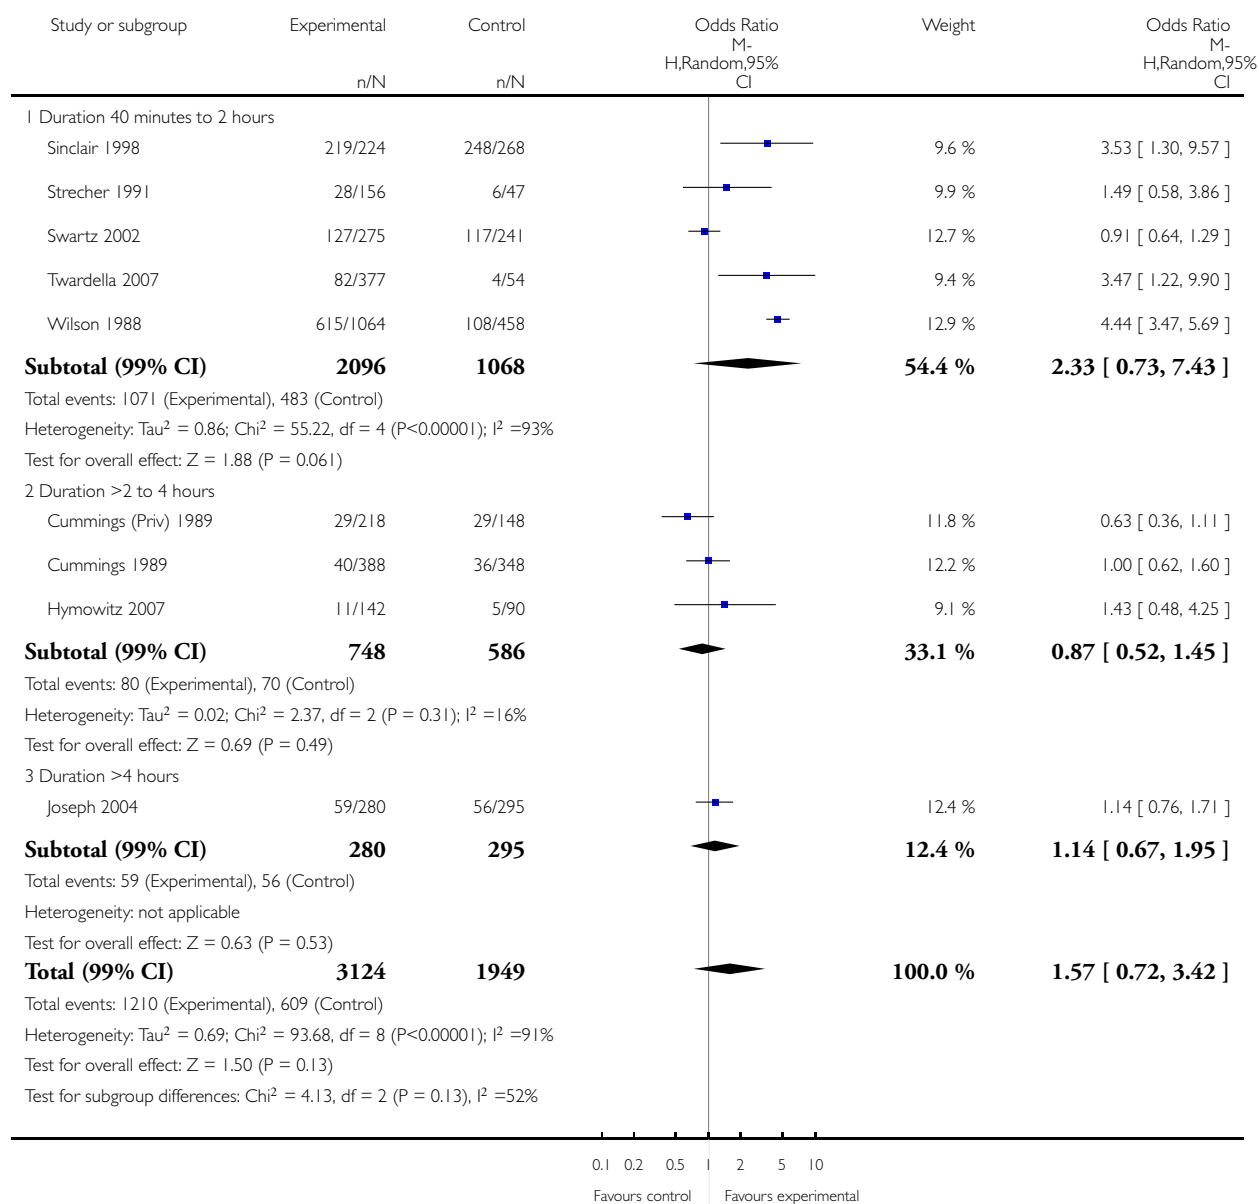 Study or subgroup Experimental Control Odds Ratio Weight Odds Ratio
M- M-
H,Random,95% H,Random,95%
n/N n/N CI CI
1 Duration 40 minutes to 2 hours
Sinclair 1998 219/224 248/268 9.6 % 3.53 [ 1.30, 9.57 ]
Strecher 1991 28/156 6/47 9.9 % 1.49 [ 0.58, 3.86 ]
Swartz 2002 127/275 117/241 12.7 % 0.91 [ 0.64, 1.29 ]
Twardella 2007 82/377 4/54 9.4 % 3.47 [ 1.22, 9.90 ]
Wilson 1988 615/1064 108/458 12.9 % 4.44 [ 3.47, 5.69 ]
Subtotal (99% CI) 2096 1068 54.4 % 2.33 [ 0.73, 7.43 ]
Total events: 1071 (Experimental), 483 (Control)
Heterogeneity: Tau² = 0.86; Chi² = 55.22, df = 4 (P<0.00001); I² =93%
Test for overall effect: Z = 1.88 (P = 0.061)
2 Duration >2 to 4 hours
Cummings (Priv) 1989 29/218 29/148 11.8 % 0.63 [ 0.36, 1.11 ]
Cummings 1989 40/388 36/348 12.2 % 1.00 [ 0.62, 1.60 ]
Hymowitz 2007 11/142 5/90 9.1 % 1.43 [ 0.48, 4.25 ]
Subtotal (99% CI) 748 586 33.1 % 0.87 [ 0.52, 1.45 ]
Total events: 80 (Experimental), 70 (Control)
Heterogeneity: Tau² = 0.02; Chi² = 2.37, df = 2 (P = 0.31); I² =16%
Test for overall effect: Z = 0.69 (P = 0.49)
3 Duration >4 hours
Joseph 2004 59/280 56/295 12.4 % 1.14 [ 0.76, 1.71 ]
Subtotal (99% CI) 280 295 12.4 % 1.14 [ 0.67, 1.95 ]
Total events: 59 (Experimental), 56 (Control)
Heterogeneity: not applicable
Test for overall effect: Z = 0.63 (P = 0.53)
Total (99% CI) 3124 1949 100.0 % 1.57 [ 0.72, 3.42 ]
Total events: 1210 (Experimental), 609 (Control)
Heterogeneity: Tau² = 0.69; Chi² = 93.68, df = 8 (P<0.00001); I² =91%
Test for overall effect: Z = 1.50 (P = 0.13)
Test for subgroup differences: Chi² = 4.13, df = 2 (P = 0.13), I² =52%
0.1 0.2 0.5 1 2 5 10
Favours control Favours experimental